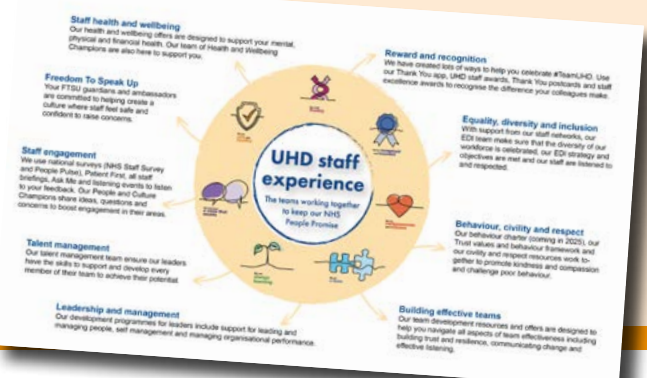 Staff health and wellbeing
Our health and wellbeing offers are designed to support your mental,
physical and financial health. Our team of Health and Wellbeing
Champions are also here to support you.
Freedom To Speak Up
Your FTSU guardians and ambassadors
are committed to helping create a
culture where staff feel safe and
confident to raise concerns.
Staff engagement
We use national surveys (NHS Staff Survey
and People Pulse), Patient First, all staff
briefings, Ask Me and listening events to listen
to your feedback. Our People and Culture
Champions share ideas, questions and
concerns to boost engagement in their areas.
Talent management
Our talent management team ensure our leaders
have the skills to support and develop every
member of their team to achieve their potential.
Leadership and management
Our development programmes for leaders include support for leading and
managing people, self management and managing organisational performance.
UHD staff
experience
The teams working together
to keep our NHS
People Promise
Reward and recognition
We have created lots of ways to help you celebrate #TeamUHD. Use
our Thank You app, UHD staff awards, Thank You postcards and staff
excellence awards to recognise the difference your colleagues make.
Equality, diversity and inclusion
With support from our staff networks, our
EDI team make sure that the diversity of our
workforce is celebrated, our EDI strategy and
objectives are met and our staff are listened to
and respected.
Behaviour, civility and respect
Our behaviour charter (coming in 2025), our
Trust values and behaviour framework and
our civility and respect resources work to-
gether to promote kindness and compassion
and challenge poor behaviour.
Building effective teams
Our team development resources and offers are designed to
help you navigate all aspects of team effectiveness including
building trust and resilience, communicating change and
effective listening.